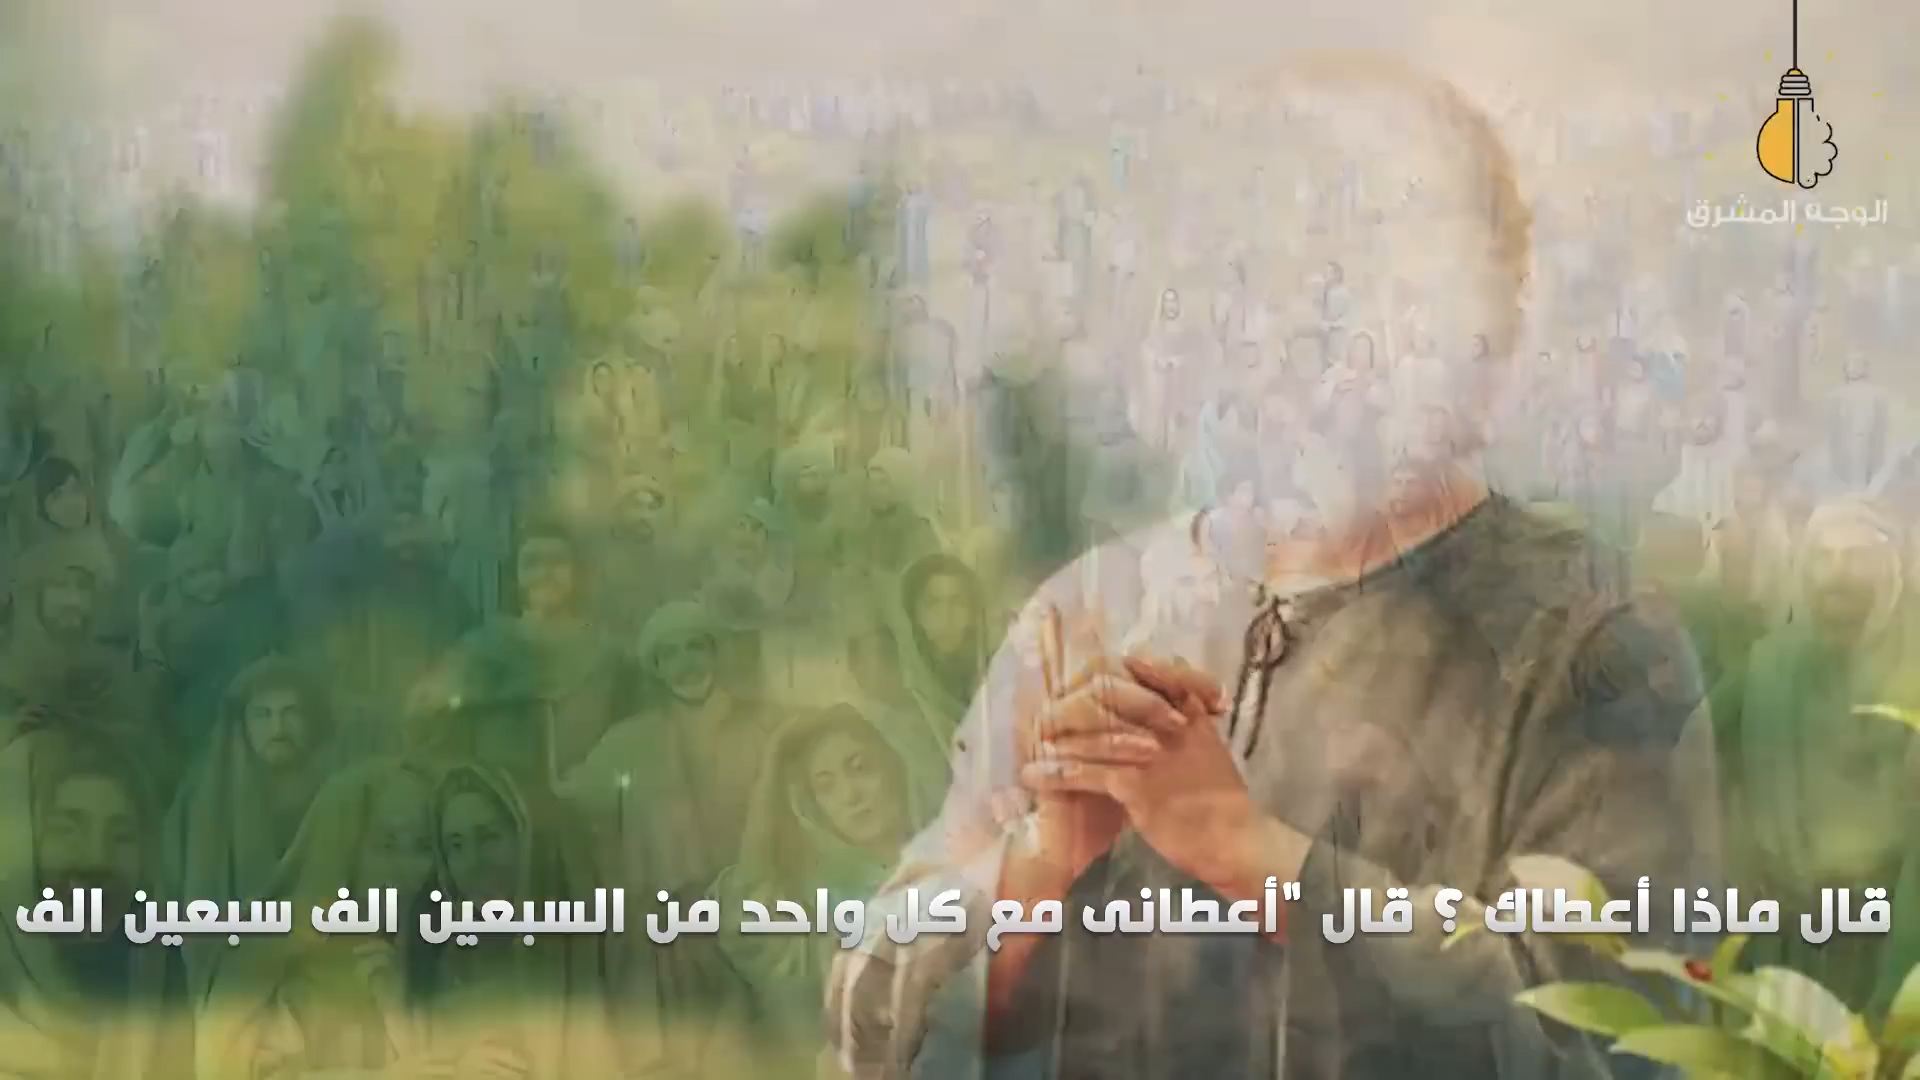 الوجه المشرق
قال ماذا أعطاك ؟ قال "أعطانى مع كل واحد من السبعين الف سبعين الف